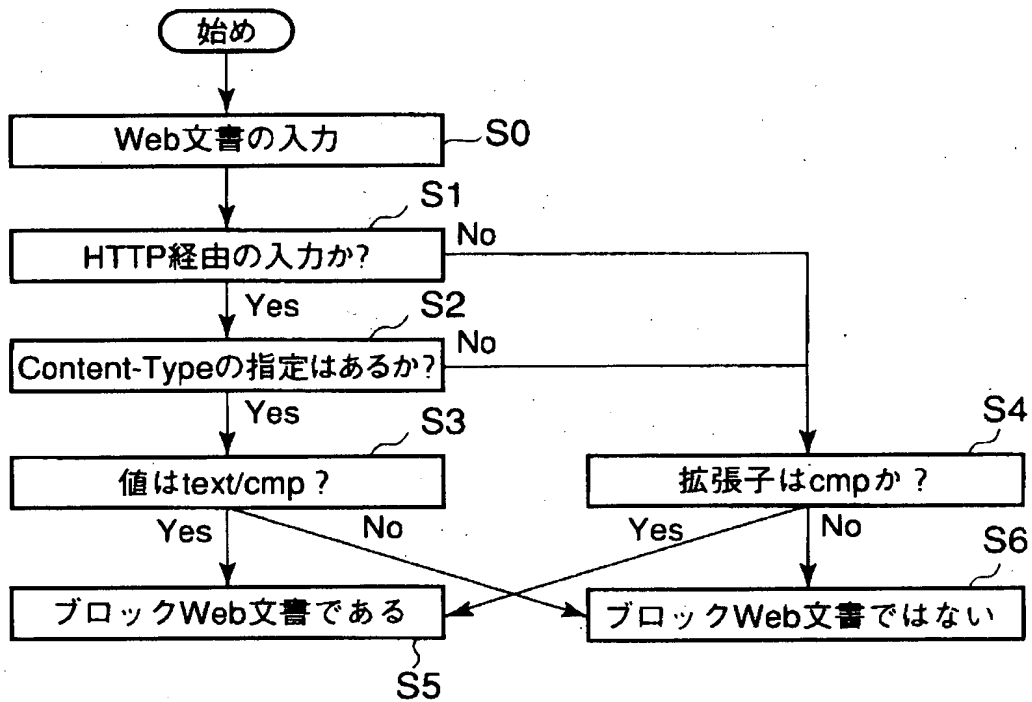 始め
Web文書の入力
S0
S1
HTTP経由の入力か?
No
Yes
S2
Content-Typeの指定はあるか?
No
Yes
S3
S4
値はtext/cmp？
拡張子はcmpか？
Yes
No
Yes
No
S6
ブロックWeb文書である
ブロックWeb文書ではない
S5